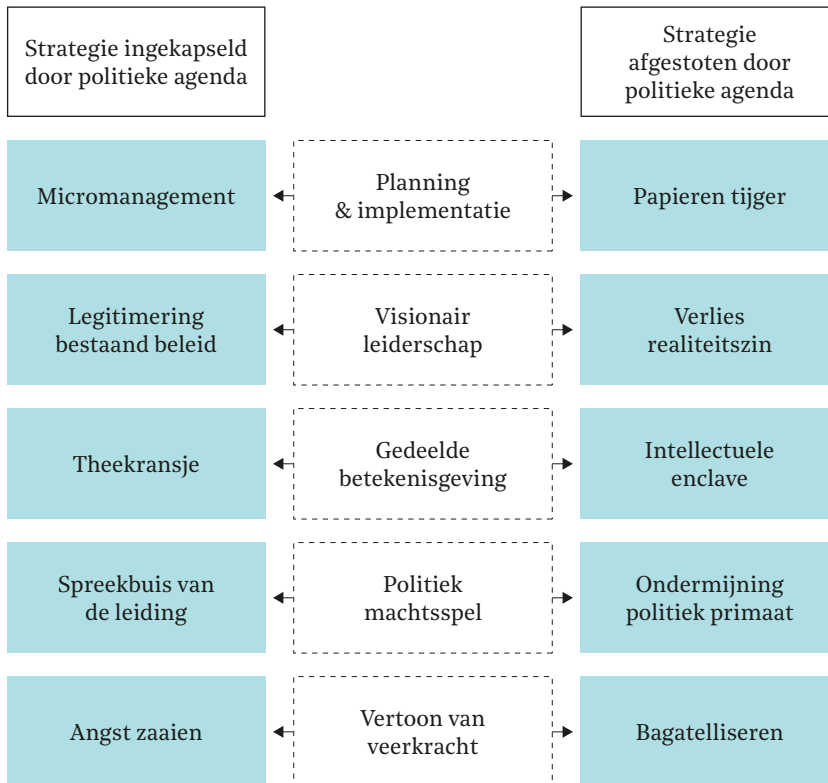 Strategie ingekapseld
door politieke agenda
Strategie
afgestoten door
politieke agenda
Micromanagement
Planning
& implementatie
Papieren tijger
Legitimering
bestaand beleid
Visionair
leiderschap
Verlies
realiteitszin
Theekransje
Gedeelde
betekenisgeving
Intellectuele
enclave
Spreekbuis van
de leiding
Politiek
machtsspel
Ondermijning
politiek primaat
Angst zaaien
Vertoon van
veerkracht
Bagatelliseren